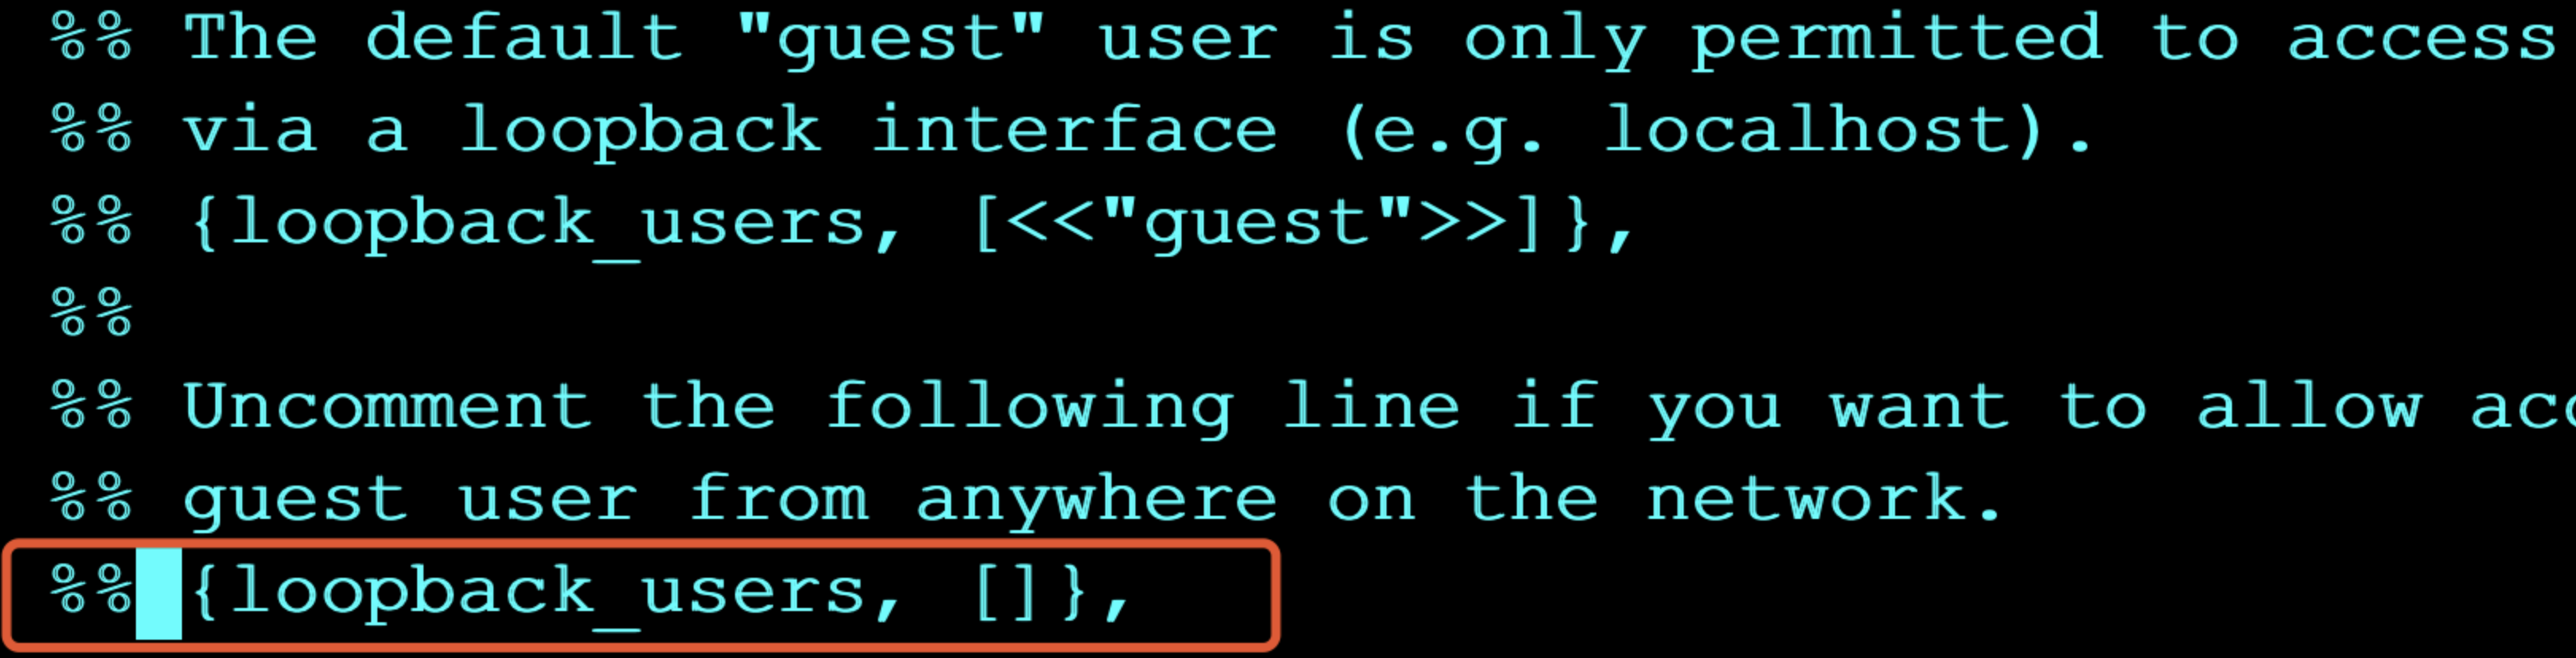 %% The default "guest" user is only permitted to access
%% via a loopback interface (e.g. localhost).
%% {loopback_users, [<<"guest">>]},
%%
%% Uncomment the following line if you want to allow
%% guest user from anywhere on the network.
%% {loopback_users, []},